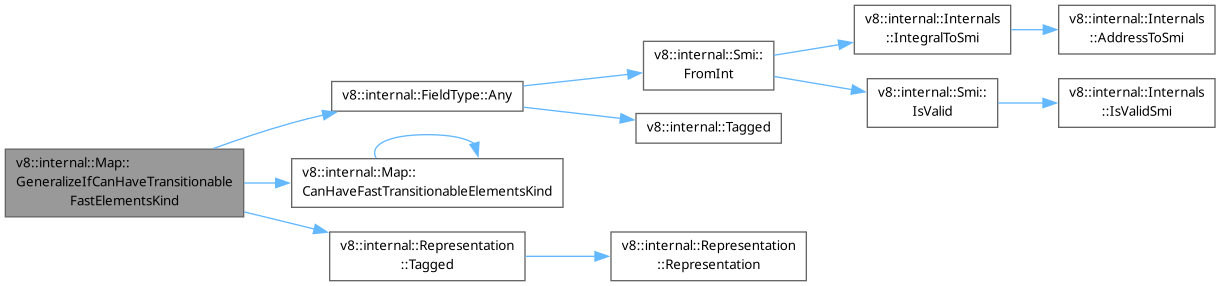 v8::internal::Map::
GeneralizeIfCanHaveTransitionable
FastElementsKind
v8::internal::FieldType::Any
v8::internal::Smi::
FromInt
v8::internal::Internals
::IntegralToSmi
v8::internal::Internals
::AddressToSmi
v8::internal::Smi::
IsValid
v8::internal::Internals
::IsValidSmi
v8::internal::Tagged
v8::internal::Map::
CanHaveFastTransitionableElementsKind
v8::internal::Representation
::Tagged
v8::internal::Representation
::Representation